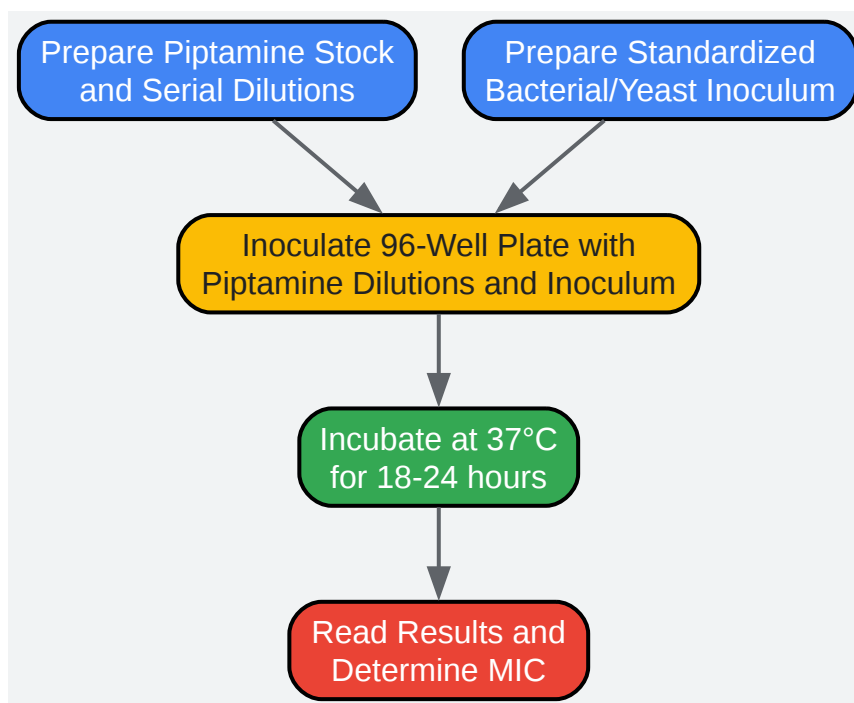 Prepare Piptamine Stock
and Serial Dilutions
Prepare Standardized
Bacterial/Yeast Inoculum
Inoculate 96-Well Plate with
Piptamine Dilutions and Inoculum
Incubate at 37°C
for 18-24 hours
Read Results and
Determine MIC